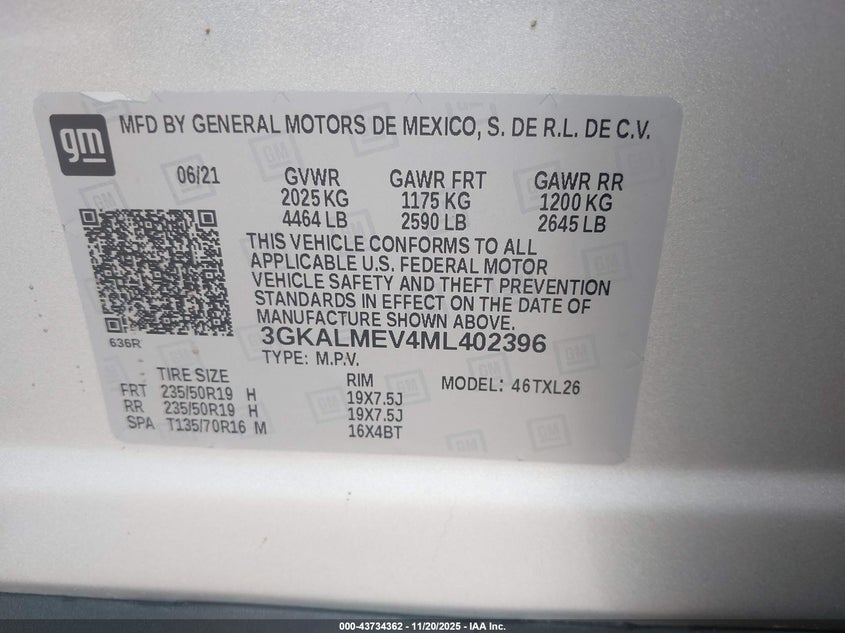 gm MFD BY GENERAL MOTORS DE MEXICO, S. DE R.L. DE C.V.
06/21 GVWR GAWR FRT GAWR RR
2025 KG 1175 KG 1200 KG
4464 LB 2590 LB 2645 LB
THIS VEHICLE CONFORMS TO ALL
APPLICABLE U.S. FEDERAL MOTOR
VEHICLE SAFETY AND THEFT PREVENTION
STANDARDS IN EFFECT ON THE DATE OF
MANUFACTURE SHOWN ABOVE.
636R 3GKALMEV4ML402396
TYPE: M.P.V.
TIRE SIZE RIM MODEL: 46TXL26
FRT 235/50R19 H 19X7.5J
RR 235/50R19 H 19X7.5J
SPA T135/70R16 M 16X4BT
000-43734362 - 11/20/2025 - IAA Inc.